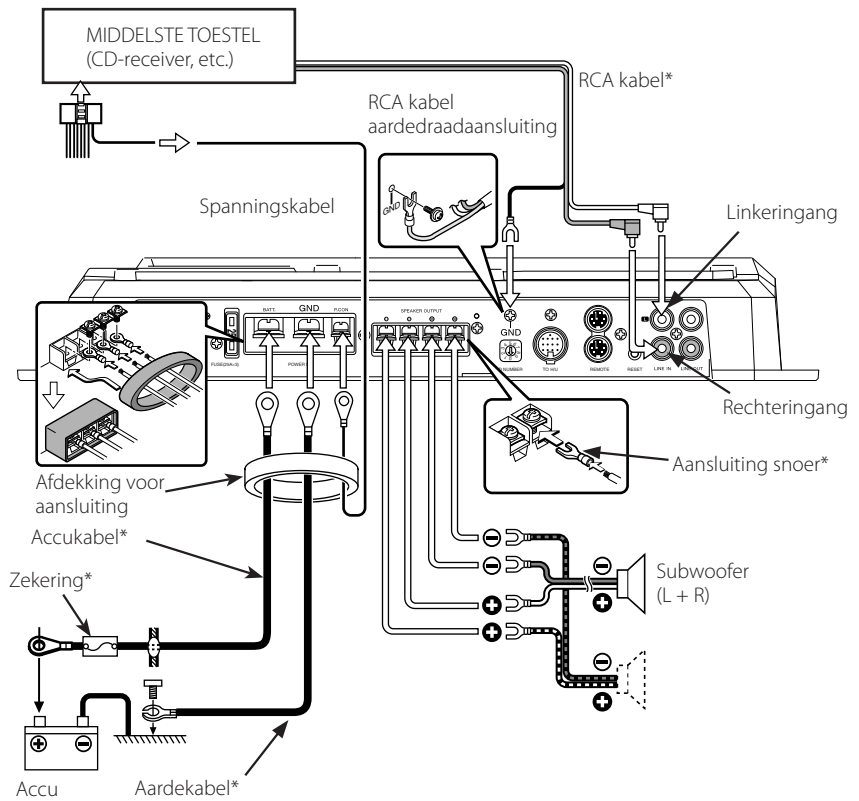 MIDDELSTE TOESTEL
(CD-receiver, etc.)
RCA kabel*
RCA kabel
aardedraadaansluiting
GND
Spanningskabel
Linkeringang
BATT.
GND
P.CON
SPEAKER OUTPUT
GND
TO H/U
REMOTE
RESET
LINE IN
LINE OUT
Rechteringang
Aansluiting snoer*
Afdekking voor
aansluiting
Accukabel*
Zekering*
Subwoofer
(L + R)
Accu
Aardekabel*